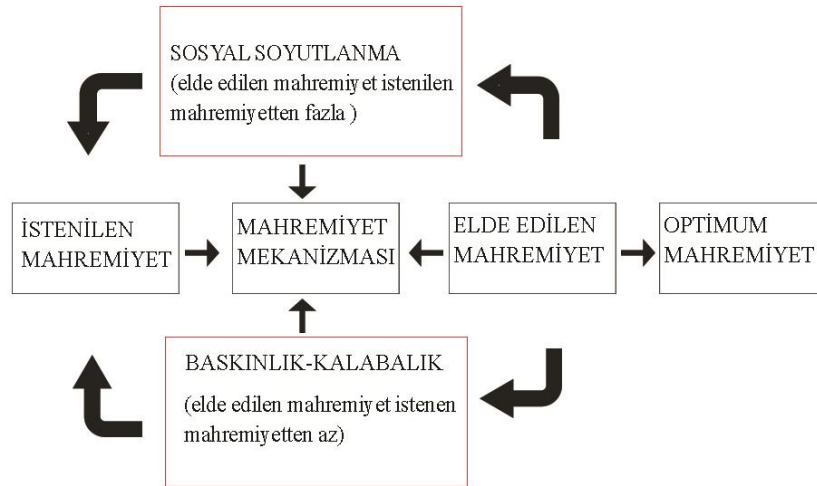 SOSYAL SOYUTLANMA
(elde edilen mahremiyet istenilen
mahremiyetten fazla )
İSTENİLEN
MAHREMİYET
MAHREMİYET
MEKANİZMASI
ELDE EDİLEN
MAHREMİYET
OPTİMUM
MAHREMİYET
BASKINLIK-KALABALIK
(elde edilen mahremiyet istenen
mahremiyetten az)